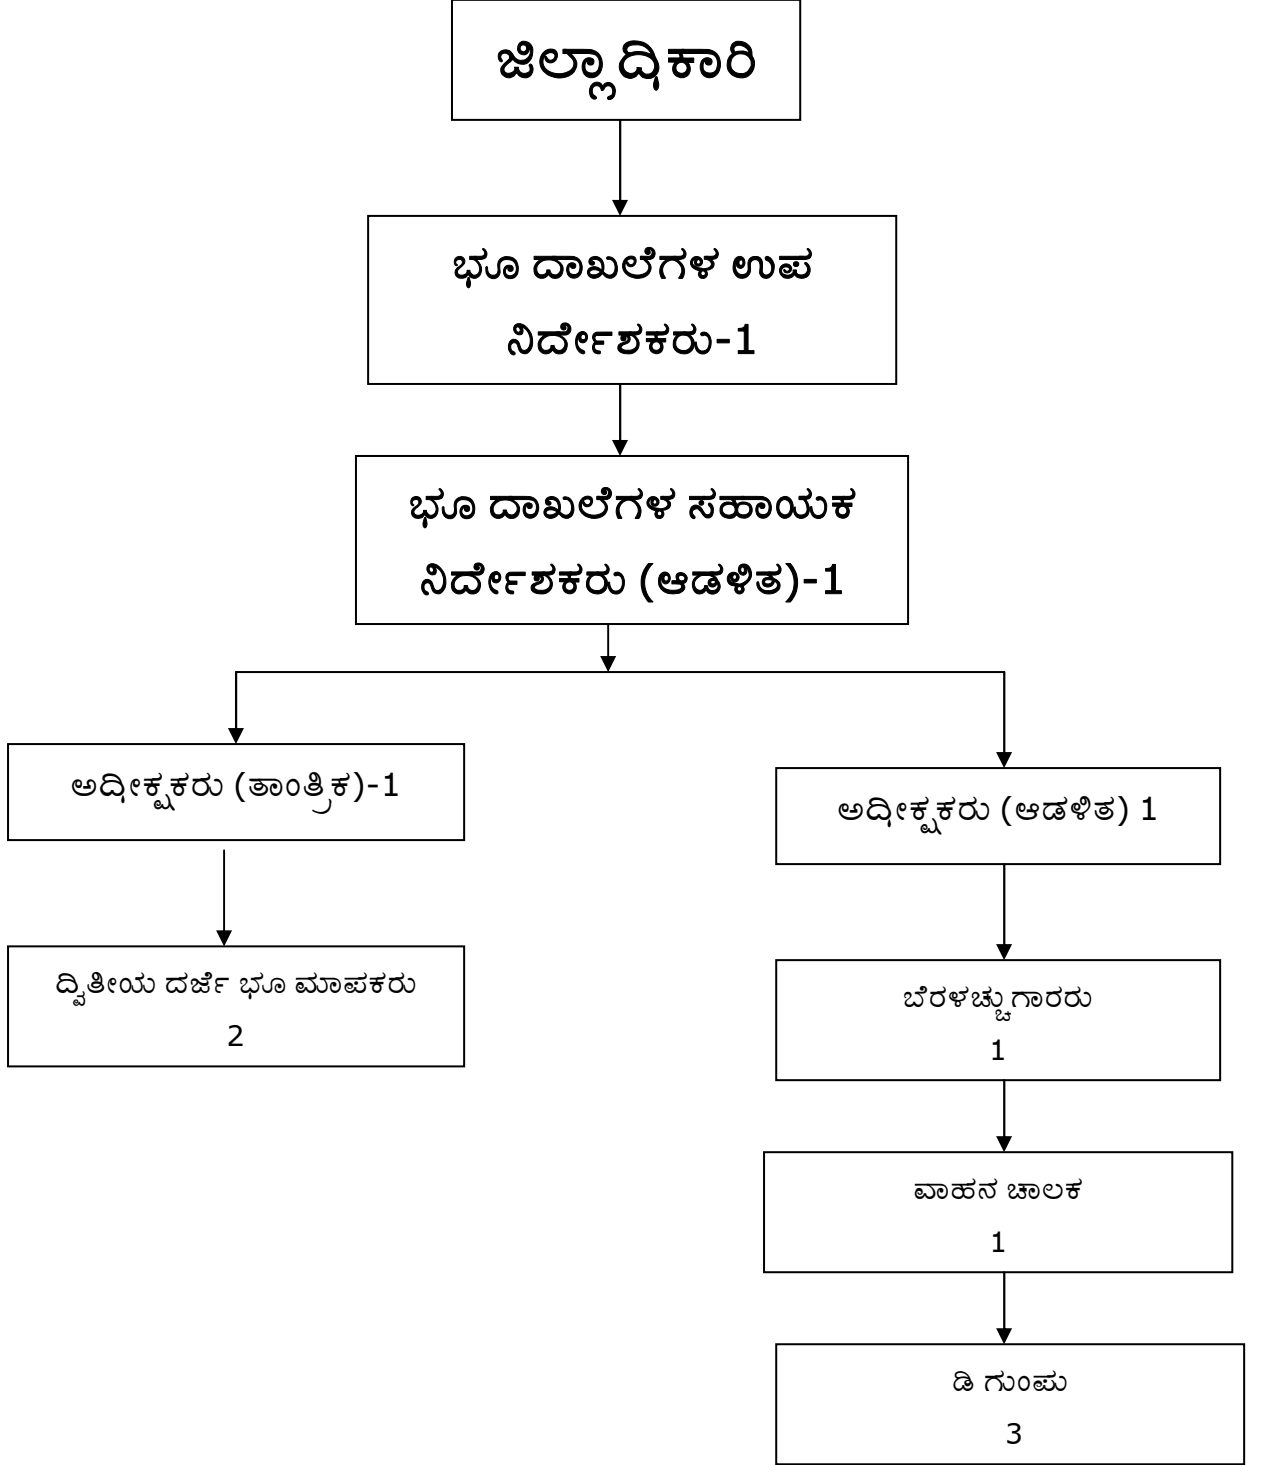 ಜಿಲ್ಲಾಧಿಕಾರಿ
ಭೂ ದಾಖಲೆಗಳ ಉಪ
ನಿರ್ದೇಶಕರು-1
ಭೂ ದಾಖಲೆಗಳ ಸಹಾಯಕ
ನಿರ್ದೇಶಕರು (ಆಡಳಿತ)-1
ಅಧೀಕ್ಷಕರು (ತಾಂತ್ರಿಕ)-1
ಅಧೀಕ್ಷಕರು (ಆಡಳಿತ) 1
ದ್ವಿತೀಯ ದರ್ಜೆ ಭೂ ಮಾಪಕರು
2
ಬೆರಳಚ್ಚುಗಾರರು
1
ವಾಹನ ಚಾಲಕ
1
ಡಿ ಗುಂಪು
3